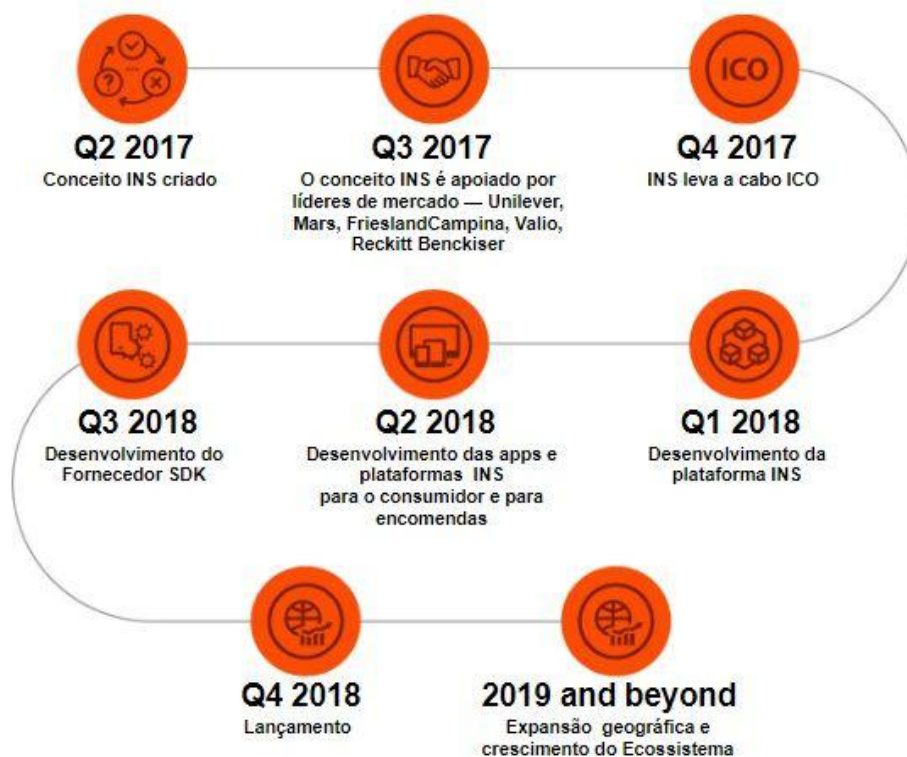 ICO
Q2 2017
Conceito INS criado
Q3 2017
O conceito INS é apoiado por
líderes de mercado — Unilever,
Mars, FrieslandCampina, Valio,
Reckitt Benckiser
Q4 2017
INS leva a cabo ICO
Q3 2018
Desenvolvimento do
Fornecedor SDK
Q2 2018
Desenvolvimento das apps e
plataformas INS
para o consumidor e para
encomendas
Q1 2018
Desenvolvimento da
plataforma INS
Q4 2018
Lançamento
2019 and beyond
Expansão geográfica e
crescimento do Ecossistema